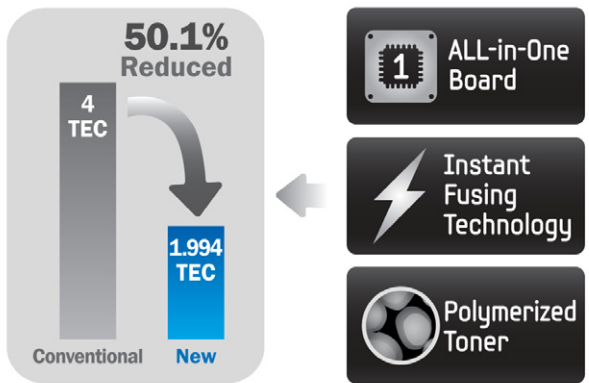 50.1%
Reduced
4
TEC
1.994
TEC
Conventional
New
1
ALL-in-One
Board
Instant
Fusing
Technology
Polymerized
Toner